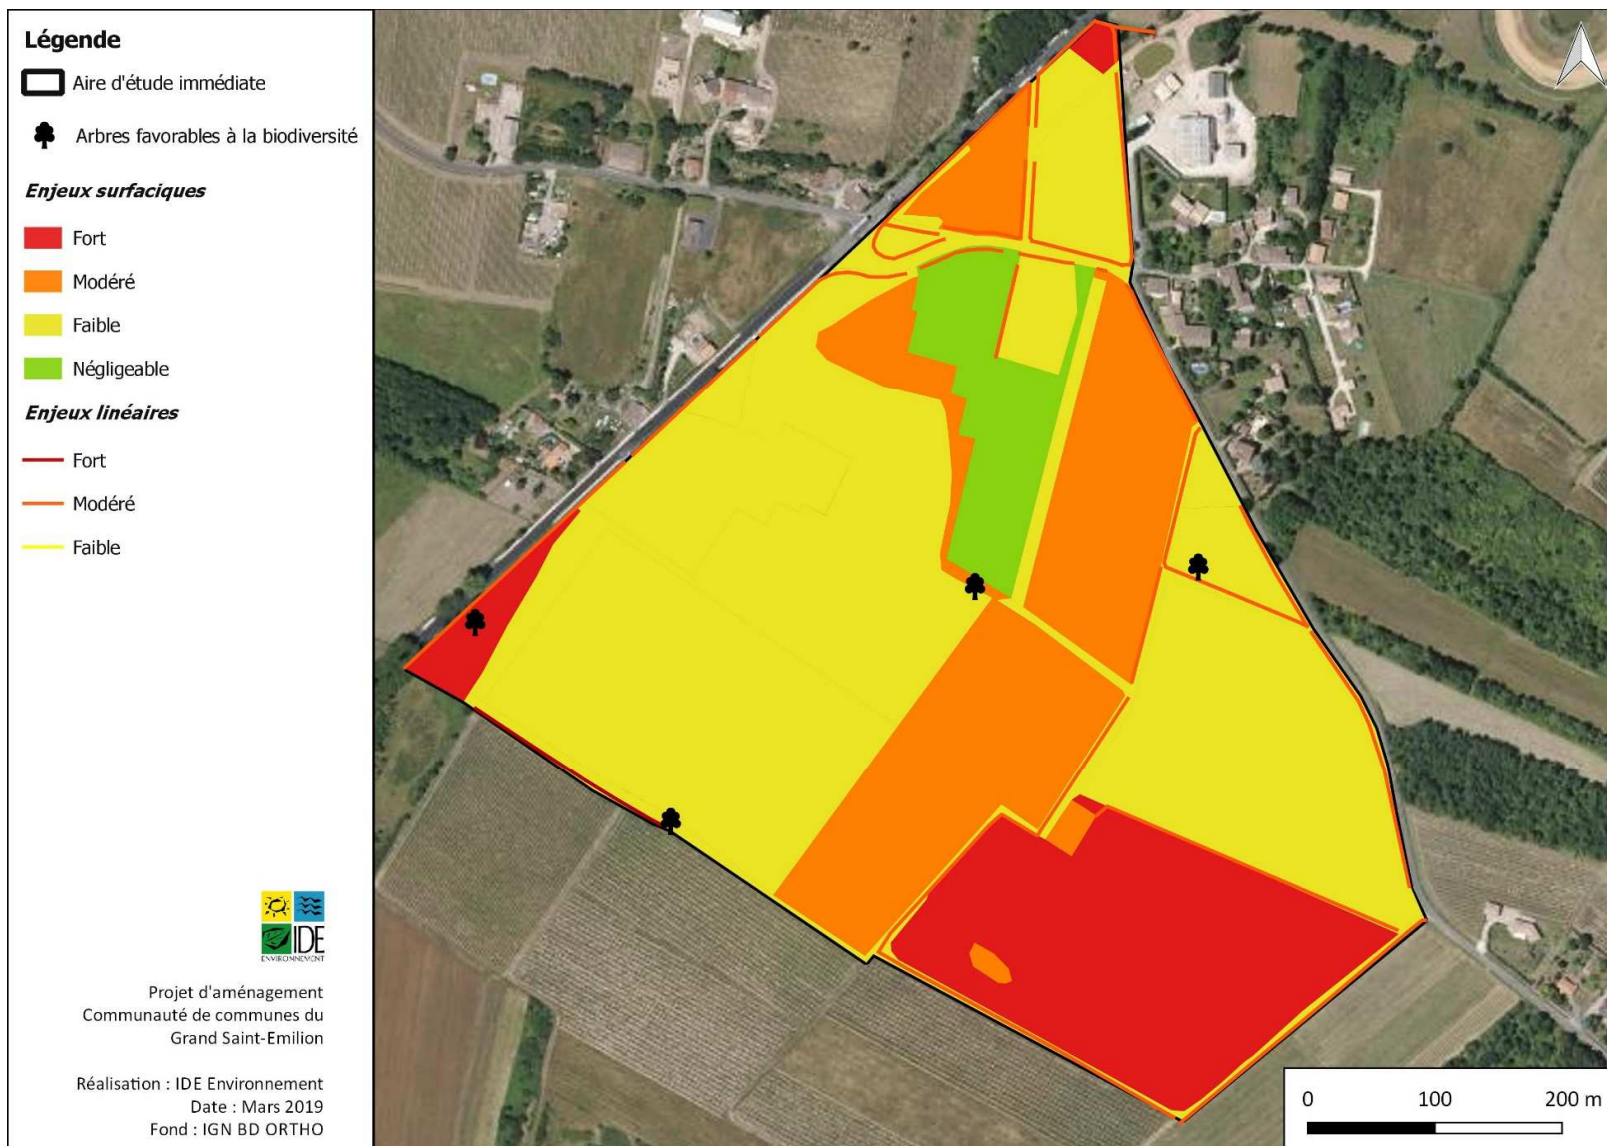 Légende
Aire d'étude immédiate
Arbres favorables à la biodiversité
Enjeux surfaciques
Fort
Modéré
Faible
Négligeable
Enjeux linéaires
Fort
Modéré
Faible
IDE
ENVIRONNEMENT
Projet d'aménagement
Communauté de communes du
Grand Saint-Emilion
Réalisation : IDE Environnement
Date : Mars 2019
Fond : IGN BD ORTHO
0 100 200 m